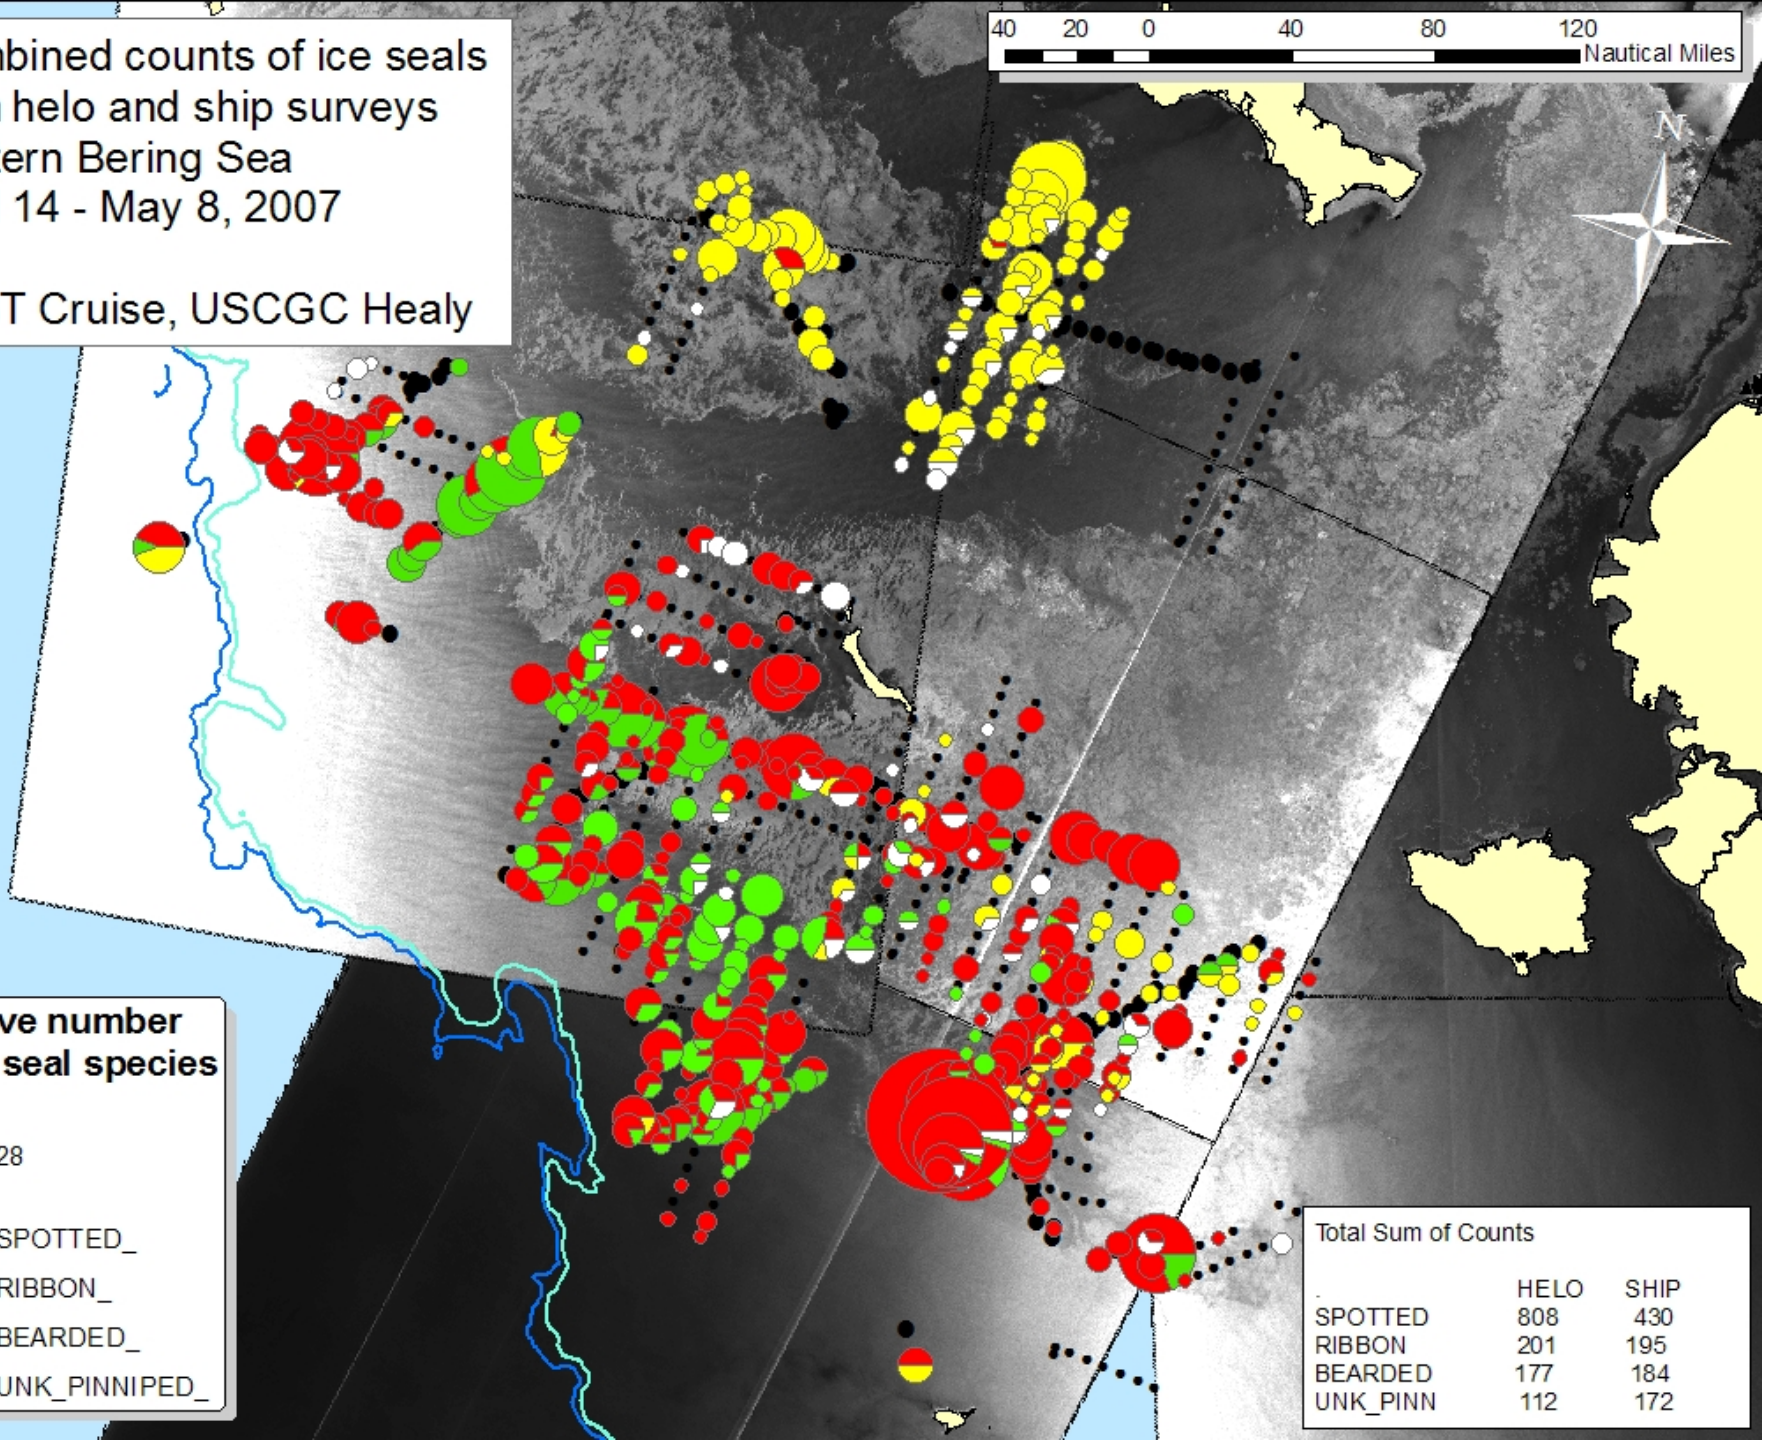 nbined counts of ice seals
helo and ship surveys
tern Bering Sea
14 - May 8, 2007
T Cruise, USCGC Healy
40 20 0 40 80 120
Nautical Miles
N
ve number
seal species
28
SPOTTED_
RIBBON_
BEARDED_
UNK_PINNIPED_
Total Sum of Counts
. HELO SHIP
SPOTTED 808 430
RIBBON 201 195
BEARDED 177 184
UNK_PINN 112 172